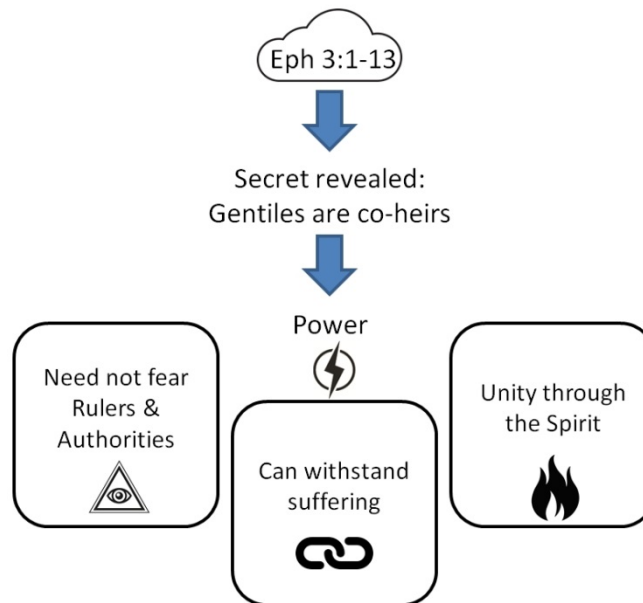 Eph 3:1-13
Secret revealed:
Gentiles are co-heirs
Power
Need not fear
Rulers &
Authorities
Can withstand
suffering
Unity through
the Spirit